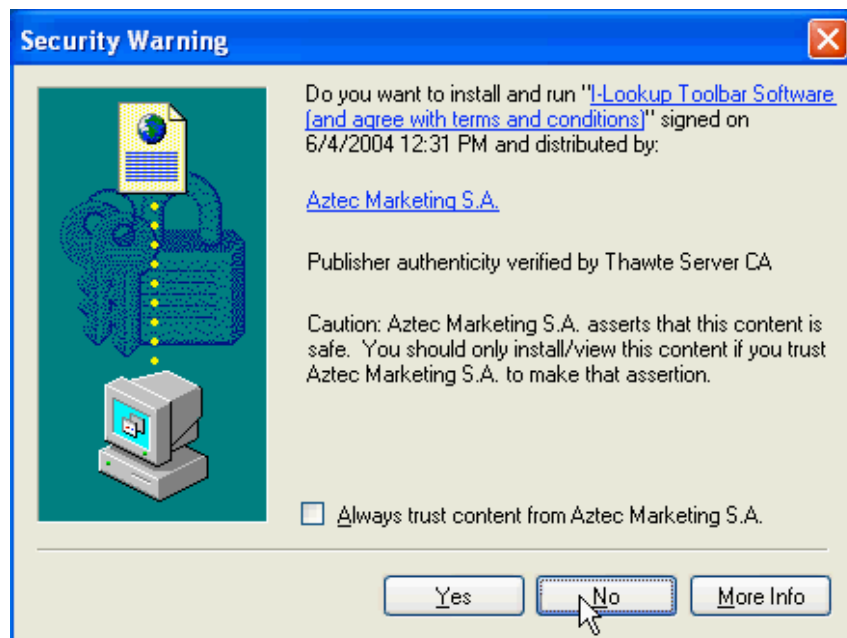 Security Warning
Do you want to install and run "I-Lookup Toolbar Software
(and agree with terms and conditions)" signed on
6/4/2004 12:31 PM and distributed by:
Aztec Marketing S.A.
Publisher authenticity verified by Thawte Server CA
Caution: Aztec Marketing S.A. asserts that this content is
safe. You should only install/view this content if you trust
Aztec Marketing S.A. to make that assertion.
Always trust content from Aztec Marketing S.A.
Yes No More Info